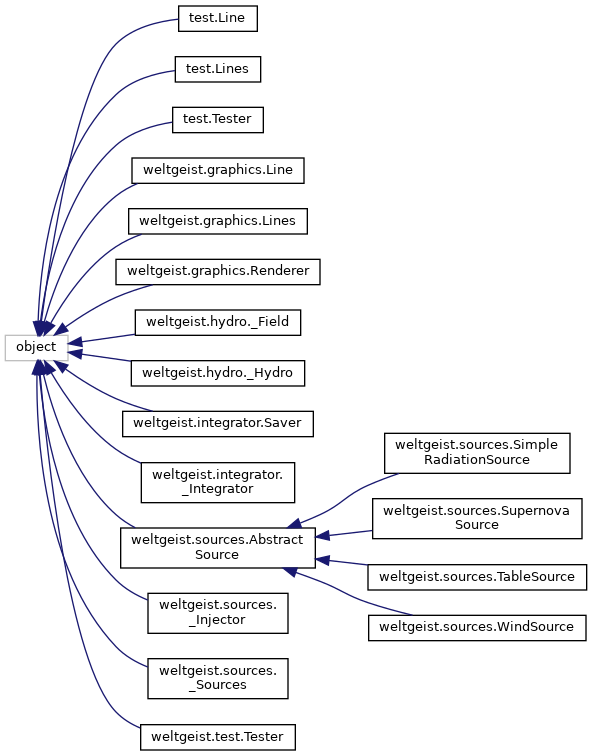 test.Line
test.Lines
test.Tester
weltgeist.graphics.Line
weltgeist.graphics.Lines
weltgeist.graphics.Renderer
weltgeist.hydro._Field
object
weltgeist.hydro._Hydro
weltgeist.integrator.Saver
weltgeist.integrator.
_Integrator
weltgeist.sources.Abstract
Source
weltgeist.sources.Simple
RadiationSource
weltgeist.sources.Supernova
Source
weltgeist.sources.TableSource
weltgeist.sources.WindSource
weltgeist.sources.
_Injector
weltgeist.sources.
_Sources
weltgeist.test.Tester